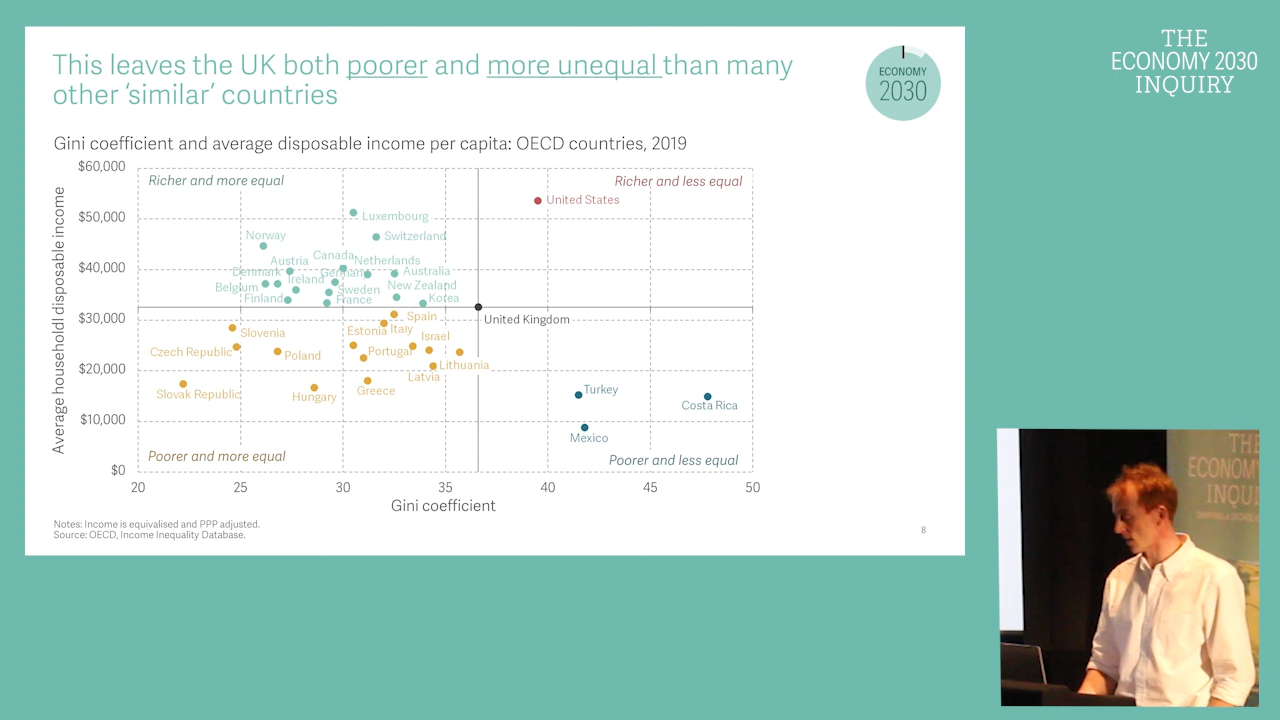 This leaves the UK both poorer and more unequal than many
other ‘similar’ countries
ECONOMY
2030
THE
ECONOMY 2030
INQUIRY
Gini coefficient and average disposable income per capita: OECD countries, 2019
Average householdl disposable income
$60,000
$50,000
$40,000
$30,000
$20,000
$10,000
$0
Richer and more equal
Richer and less equal
United States
Luxembourg
Norway
Switzerland
Canada
Austria
Netherlands
Denmark
Germany
Australia
Ireland
Belgium
New Zealand
Sweden
Finland
France
Korea
Spain
United Kingdom
Slovenia
Estonia
Italy
Israel
Czech Republic
Poland
Portugal
Lithuania
Latvia
Slovak Republic
Hungary
Greece
Turkey
Costa Rica
Mexico
Poorer and more equal
Poorer and less equal
20
25
30
35
40
45
50
Gini coefficient
Notes: Income is equivalised and PPP adjusted.
Source: OECD, Income Inequality Database.
8
TH
ECONOM
INQUI